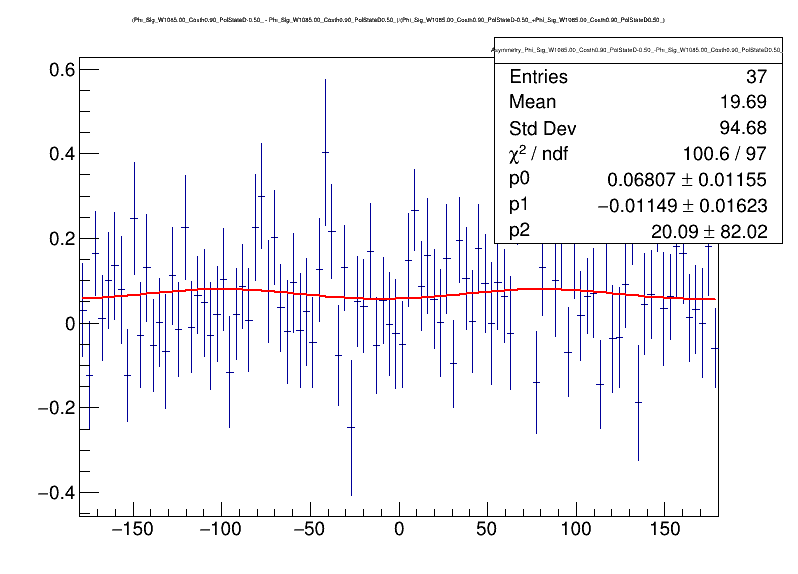 (Phi_Sig_W1085.00_Costh0.90_PolStateD-0.50_ - Phi_Sig_W1085.00_Costh0.90_PolStateD0.50_)/(Phi_Sig_W1085.00_Costh0.90_PolStateD-0.50_+Phi_Sig_W1085.00_Costh0.90_PolStateD0.50_)
Asymmetry_Phi_Sig_W1085.00_Costh0.90_PolStateD-0.50_-Phi_Sig_W1085.00_Costh0.90_PolStateD0.50_
Entries 37
Mean 19.69
Std Dev 94.68
χ² / ndf 100.6 / 97
p0 0.06807 ± 0.01155
p1 −0.01149 ± 0.01623
p2 20.09 ± 82.02
0.6
0.4
0.2
0
−0.2
−0.4
−150 −100 −50 0 50 100 150